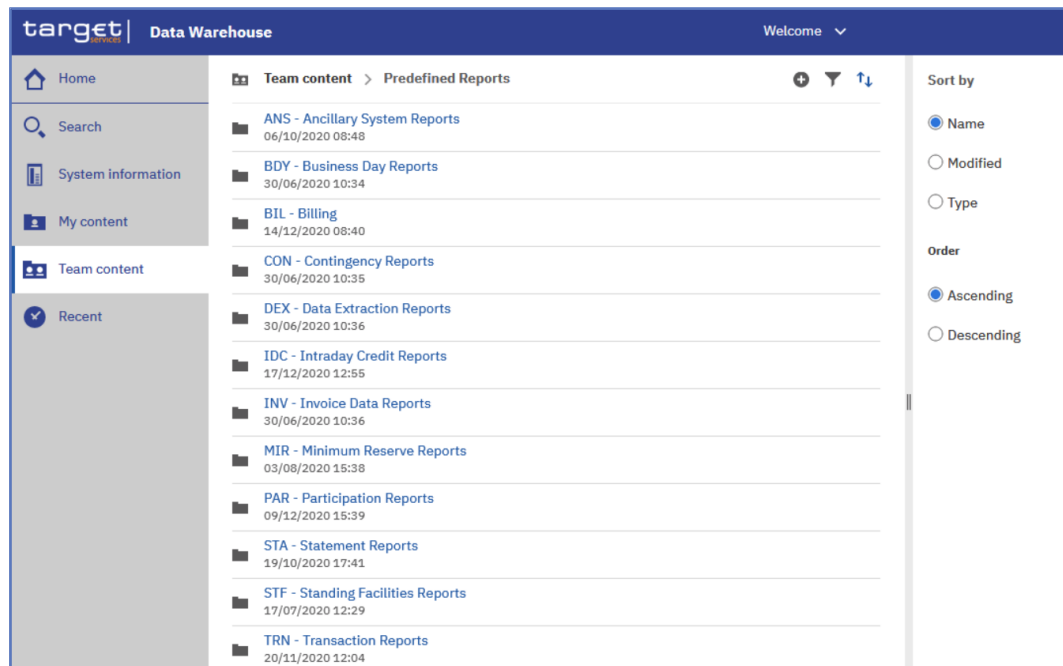 target services | Data Warehouse
Welcome
Home
Search
System information
My content
Team content
Recent
Team content > Predefined Reports
ANS - Ancillary System Reports
06/10/2020 08:48
BDY - Business Day Reports
30/06/2020 10:34
BIL - Billing
14/12/2020 08:40
CON - Contingency Reports
30/06/2020 10:35
DEX - Data Extraction Reports
30/06/2020 10:36
IDC - Intraday Credit Reports
17/12/2020 12:55
INV - Invoice Data Reports
30/06/2020 10:36
MIR - Minimum Reserve Reports
03/08/2020 15:38
PAR - Participation Reports
09/12/2020 15:39
STA - Statement Reports
19/10/2020 17:41
STF - Standing Facilities Reports
17/07/2020 12:29
TRN - Transaction Reports
20/11/2020 12:04
Sort by
Name
Modified
Type
Order
Ascending
Descending